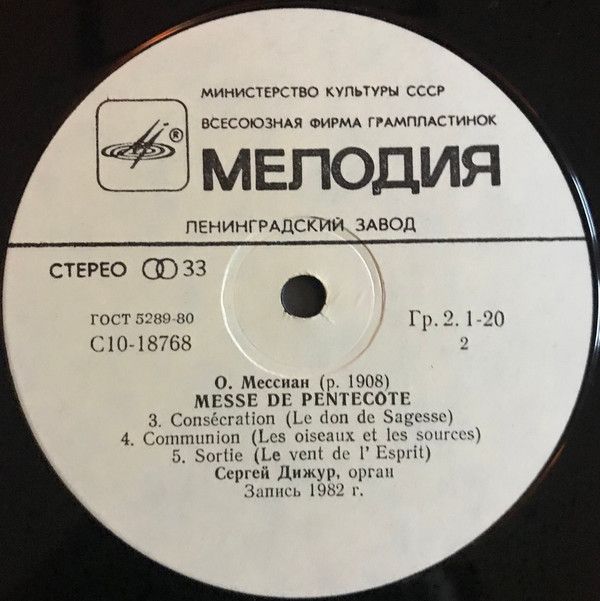 МИНИСТЕРСТВО КУЛЬТУРЫ СССР
ВСЕСОЮЗНАЯ ФИРМА ГРАМПЛАСТИНОК
®
МЕЛОДИЯ
ЛЕНИНГРАДСКИЙ ЗАВОД
СТЕРЕО 33
ГОСТ 5289-80 Гр. 2. 1-20
С10-18768 2
О. Мессиан (р. 1908)
MESSE DE PENTECÔTE
3. Consécration (Le don de Sagesse)
4. Communion (Les oiseaux et les sources)
5. Sortie (Le vent de l' Esprit)
Сергей Дижур, орган
Запись 1982 г.